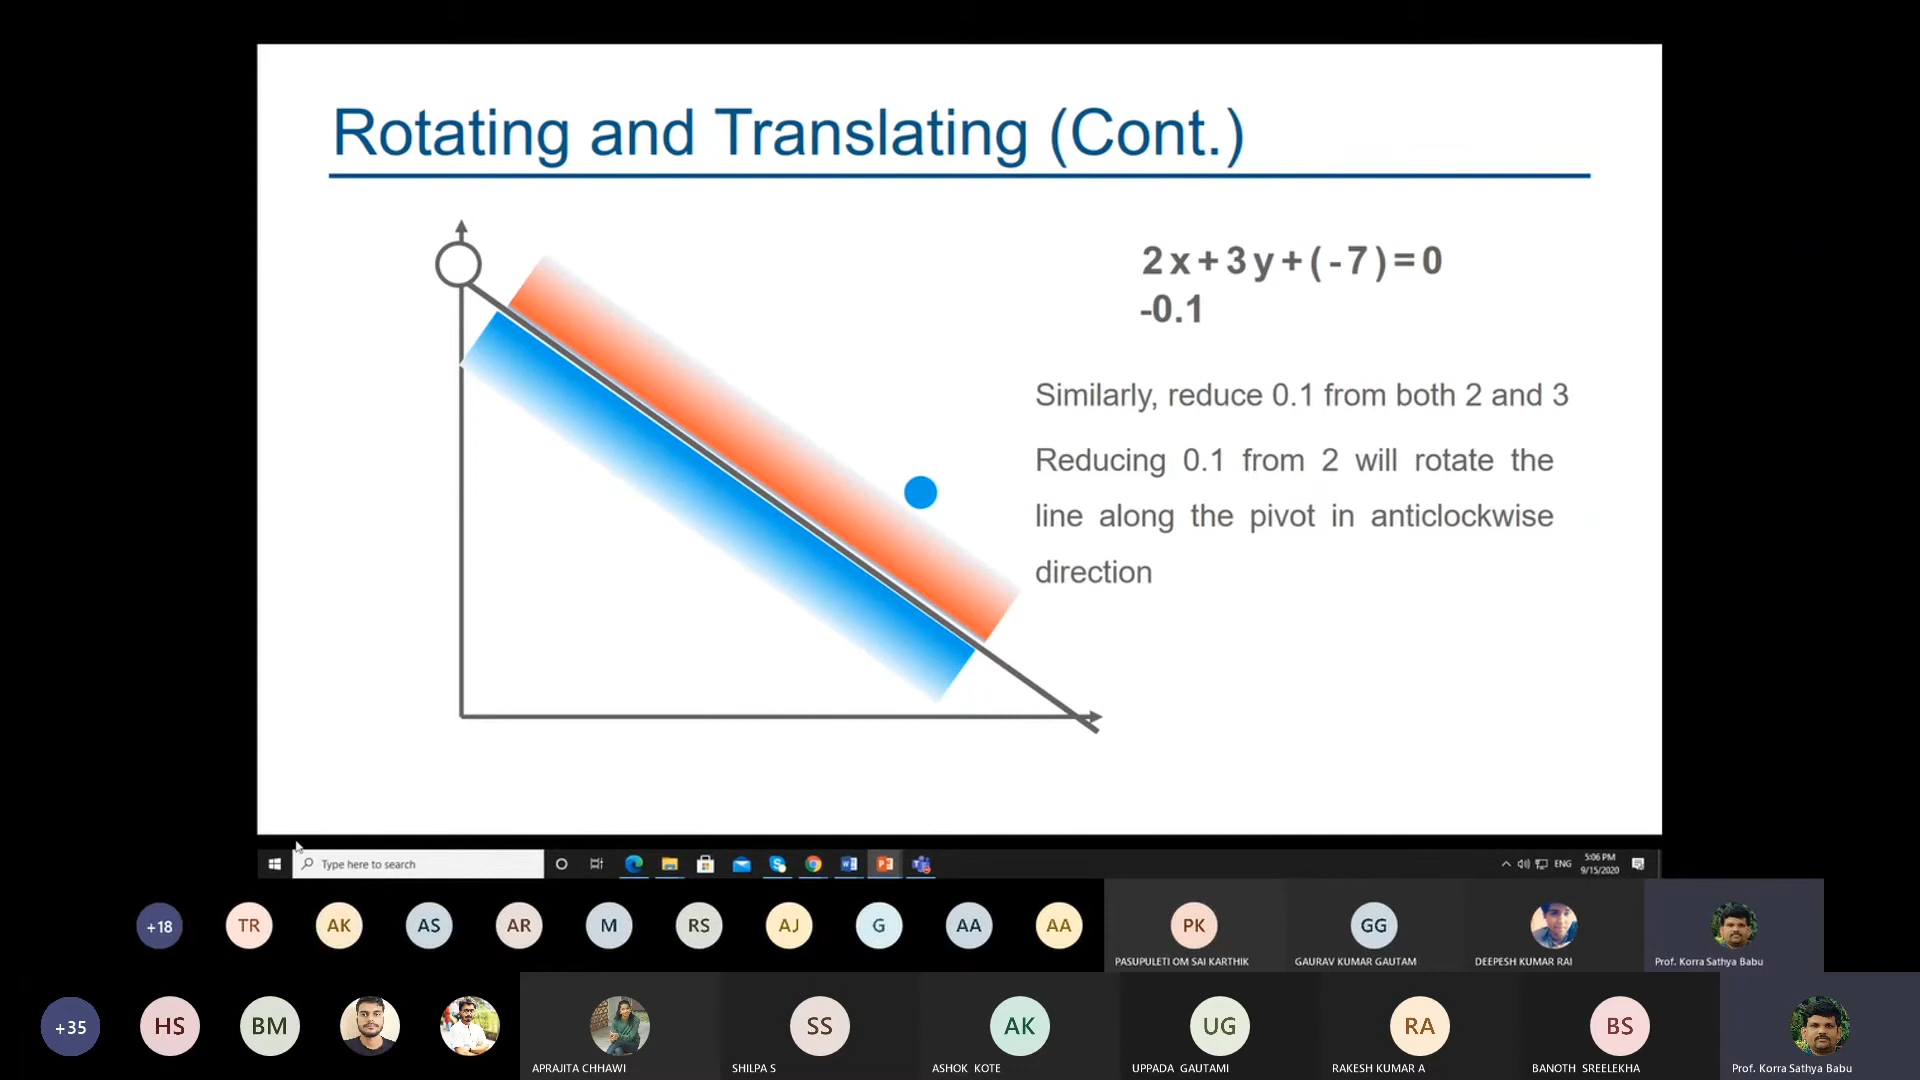 Rotating and Translating (Cont.)
2x+3y+(-7)=0
-0.1
Similarly, reduce 0.1 from both 2 and 3
Reducing 0.1 from 2 will rotate the
line along the pivot in anticlockwise
direction
Type here to search
ENG
5:06 PM
9/15/2020
+18
TR
AK
AS
AR
M
RS
AJ
G
AA
AA
PK
GG
PASUPULETI OM SAI KARTHIK
GAURAV KUMAR GAUTAM
DEEPESH KUMAR RAI
Prof. Korra Sathya Babu
+35
HS
BM
SS
AK
UG
RA
BS
APRAJITA CHHAWI
SHILPA S
ASHOK KOTE
UPPADA GAUTAMI
RAKESH KUMAR A
BANOTH SREELEKHA
Prof. Korra Sathya Babu